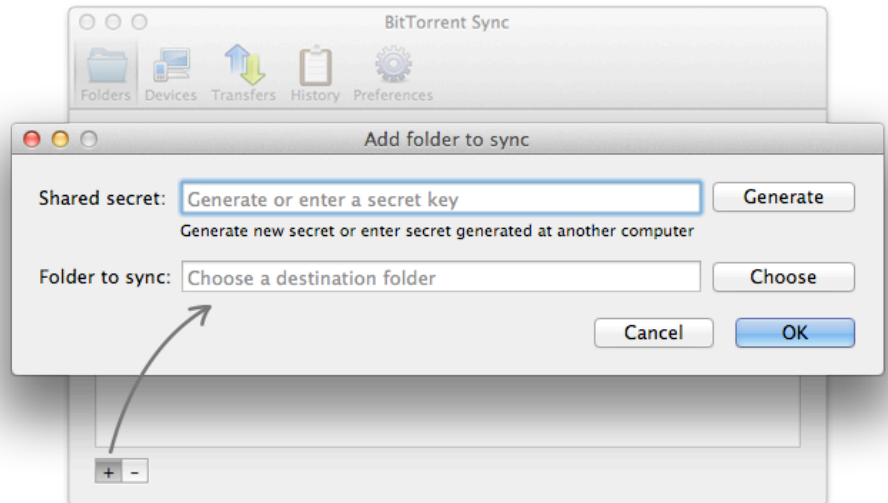 BitTorrent Sync
Folders Devices Transfers History Preferences
Add folder to sync
Shared secret: Generate or enter a secret key Generate
Generate new secret or enter secret generated at another computer
Folder to sync: Choose a destination folder Choose
Cancel OK
+ -